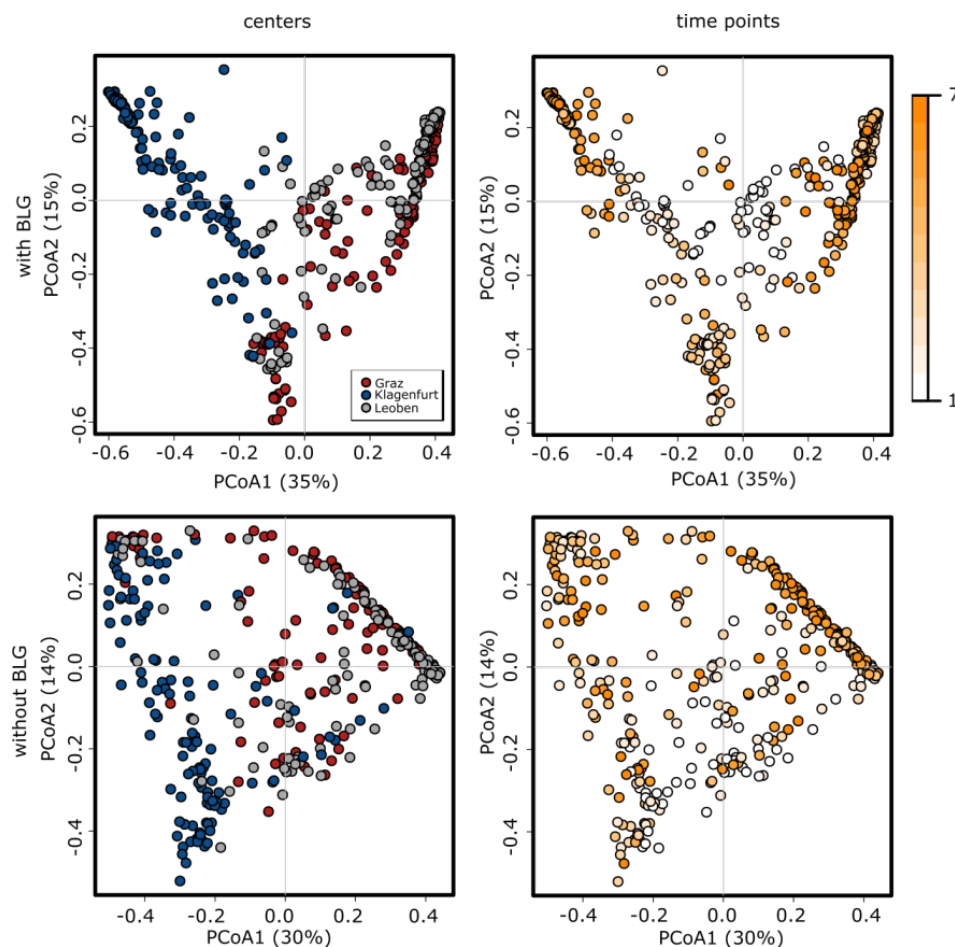 centers
time points
0.2
0.0
-0.2
-0.4
-0.6
with BLG
PCoA2 (15%)
Graz
Klagenfurt
Leoben
-0.6
-0.4
-0.2
0.0
0.2
0.4
PCoA1 (35%)
0.2
0.0
-0.2
-0.4
-0.6
PCoA2 (15%)
-0.6
-0.4
-0.2
0.0
0.2
0.4
PCoA1 (35%)
7
1
0.2
0.0
-0.2
-0.4
without BLG
PCoA2 (14%)
-0.4
-0.2
0.0
0.2
0.4
PCoA1 (30%)
0.2
0.0
-0.2
-0.4
PCoA2 (14%)
-0.4
-0.2
0.0
0.2
0.4
PCoA1 (30%)